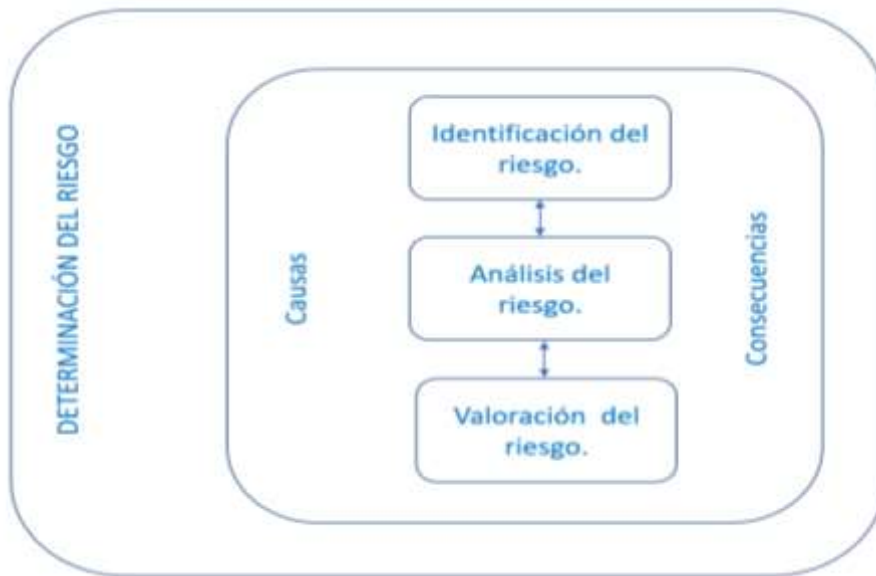 DETERMINACIÓN DEL RIESGO
Causas
Identificación del
riesgo.
Análisis del
riesgo.
Valoración del
riesgo.
Consecuencias